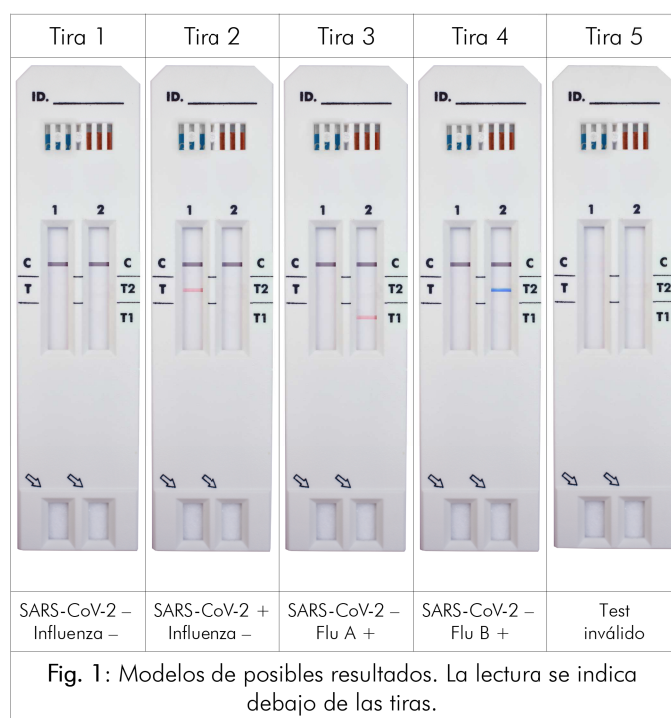 Tira 1 Tira 2 Tira 3 Tira 4 Tira 5
ID. ID. ID. ID. ID.
1 2 1 2 1 2 1 2 1 2
C C C C C C C C C C
T T2 T T2 T T2 T T2 T T2
T1 T1 T1 T1 T1
SARS-CoV-2 – SARS-CoV-2 + SARS-CoV-2 – SARS-CoV-2 – Test
Influenza – Influenza – Flu A + Flu B + inválido
Fig. 1: Modelos de posibles resultados. La lectura se indica
debajo de las tiras.